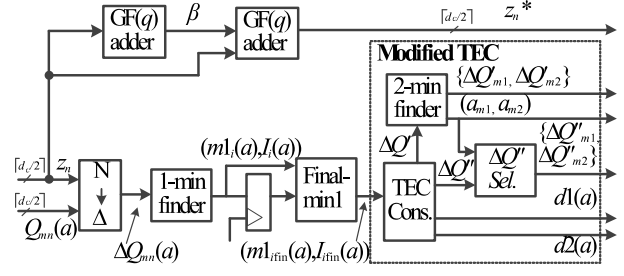 GF(q) adder
β
GF(q) adder
⌈d_c/2⌉
z_n*
Modified TEC
2-min finder
{ΔQ'_m1, ΔQ'_m2}
(a_m1, a_m2)
{ΔQ''_m1, ΔQ''_m2}
⌈d_c/2⌉
z_n
⌈d_c/2⌉
Q_mn(a)
N
Δ
ΔQ_mn(a)
1-min finder
(m1_i(a),I_i(a))
Final-min1
(m1_ifin(a),I_ifin(a))
ΔQ'
ΔQ''
TEC Cons.
ΔQ'' Sel.
d1(a)
d2(a)